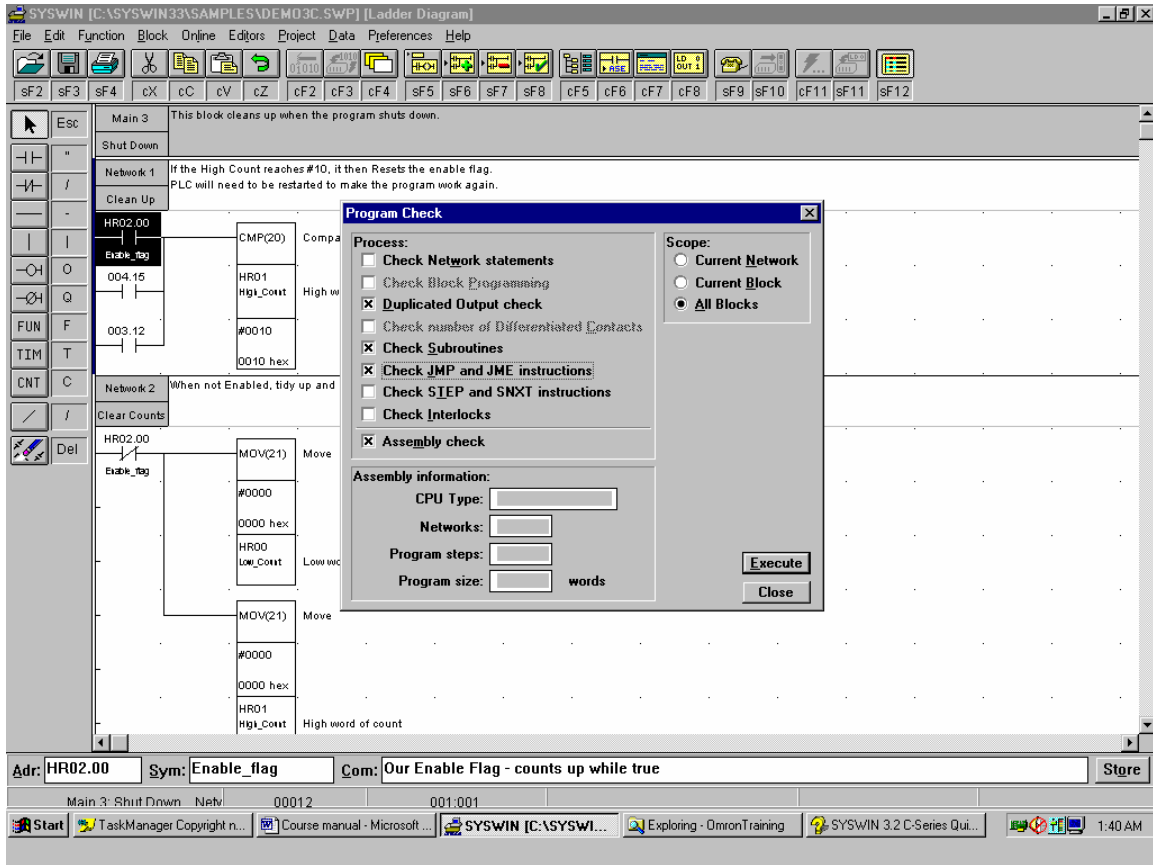 SYSWIN [C:\SYSWIN33\SAMPLES\DEMO3C.SWP] [Ladder Diagram]
File Edit Function Block Online Editors Project Data Preferences Help
sF2 sF3 sF4 cX cC cV cZ cF2 cF3 cF4 sF5 sF6 sF7 sF8 cF5 cF6 cF7 cF8 sF9 sF10 cF11 sF11 sF12
Esc
"
/
-
|
O
Q
FUN F
TIM T
CNT C
/
Del
Main 3
Shut Down
This block cleans up when the program shuts down.
Network 1
Clean Up
If the High Count reaches #10, it then Resets the enable flag.
PLC will need to be restarted to make the program work again.
HR02.00
Enable_flag
004.15
003.12
CMP(20) Compa
HR01
High_Count High w
#0010
0010 hex
Network 2
Clear Counts
When not Enabled, tidy up and
HR02.00
Enable_flag
MOV(21) Move
#0000
0000 hex
HR00
Low_Count Low wo
MOV(21) Move
#0000
0000 hex
HR01
High_Count High word of count
Program Check
Process:
Check Network statements
Check Block Programming
Duplicated Output check
Check number of Differentiated Contacts
Check Subroutines
Check JMP and JME instructions
Check STEP and SNXT instructions
Check Interlocks
Assembly check
Scope:
Current Network
Current Block
All Blocks
Assembly information:
CPU Type:
Networks:
Program steps:
Program size: words
Execute
Close
Adr: HR02.00 Sym: Enable_flag Com: Our Enable Flag - counts up while true Store
Main 3: Shut Down Netw 00012 001:001
Start TaskManager Copyright n... Course manual - Microsoft ... SYSWIN [C:\SYSWI... Exploring - OmronTraining SYSWIN 3.2 C-Series Qui... 1:40 AM